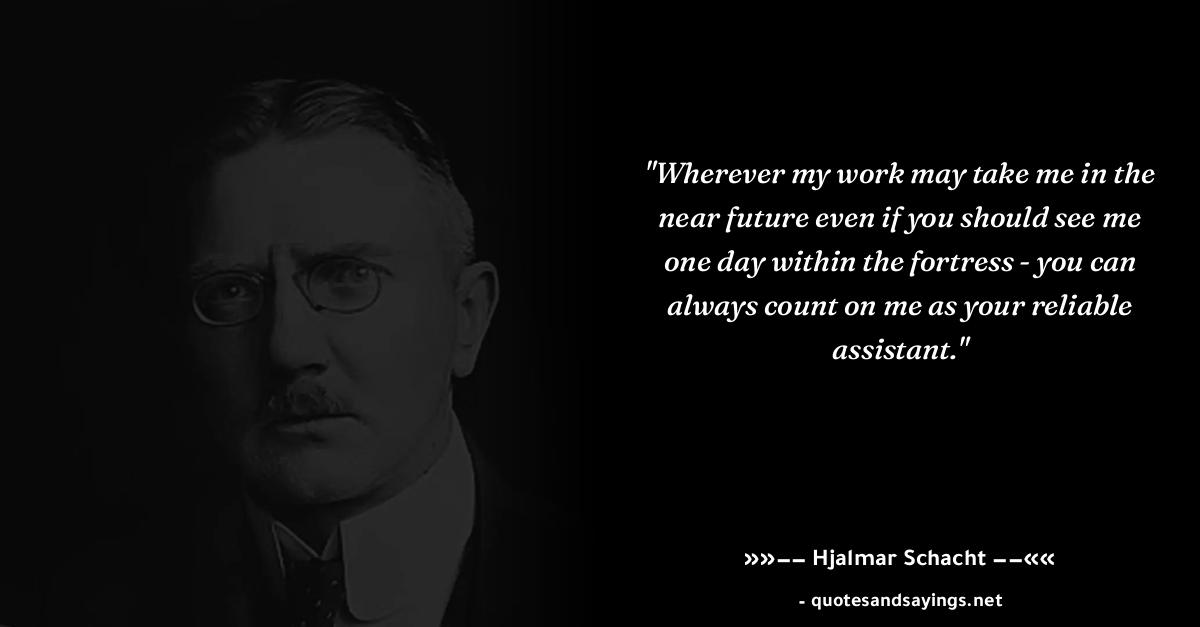 "Wherever my work may take me in the
near future even if you should see me
one day within the fortress - you can
always count on me as your reliable
assistant."
»»–– Hjalmar Schacht ––««
- quotesandsayings.net